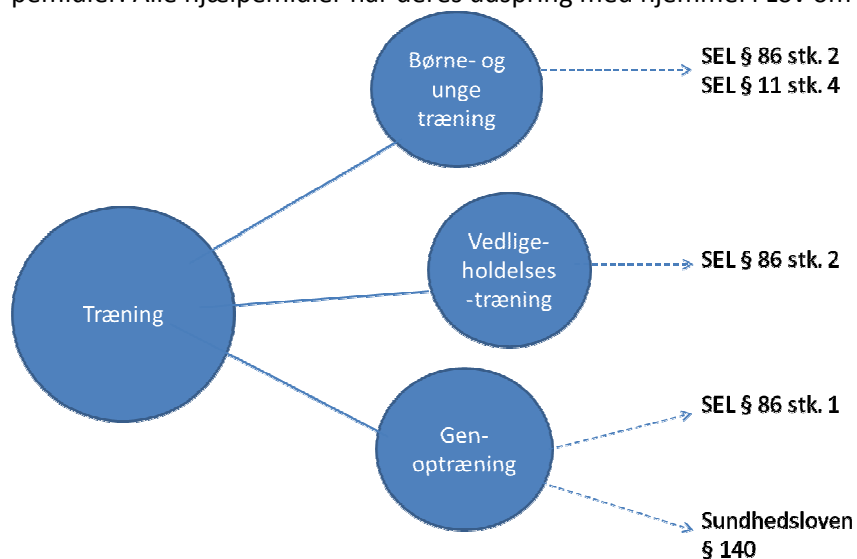 Børne- og
unge
træning
SEL § 86 stk. 2
SEL § 11 stk. 4
Vedlige-
holdelses
-træning
SEL § 86 stk. 2
Træning
Gen-
optræning
SEL § 86 stk. 1
Sundhedsloven
§ 140